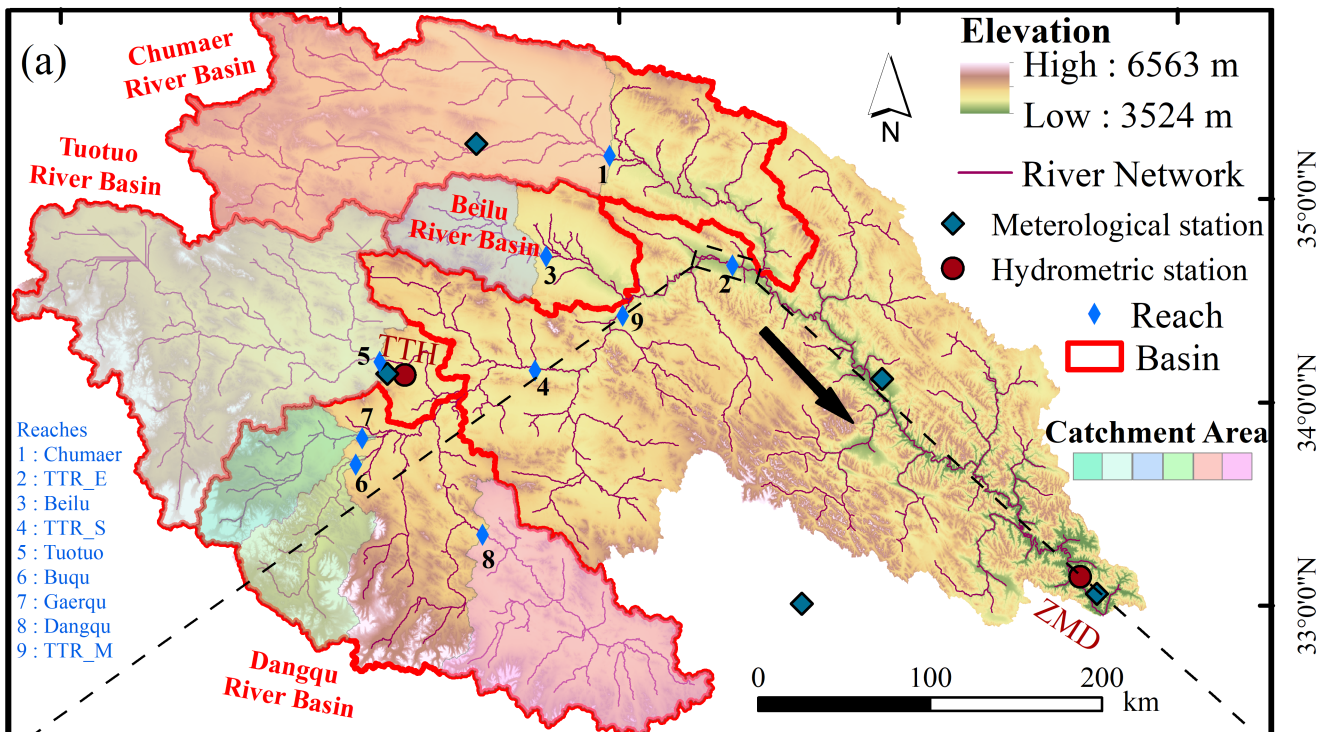 (a)
Chumaer
River Basin
Tuotuo
River Basin
Beilu
River Basin
Dangqu
River Basin
1
2
3
4
5
6
7
8
9
TTH
ZMD
N
Elevation
High : 6563 m
Low : 3524 m
River Network
Meterological station
Hydrometric station
Reach
Basin
Catchment Area
Reaches
1 : Chumaer
2 : TTR_E
3 : Beilu
4 : TTR_S
5 : Tuotuo
6 : Buqu
7 : Gaerqu
8 : Dangqu
9 : TTR_M
0 100 200
km
35°0'0"N
34°0'0"N
33°0'0"N